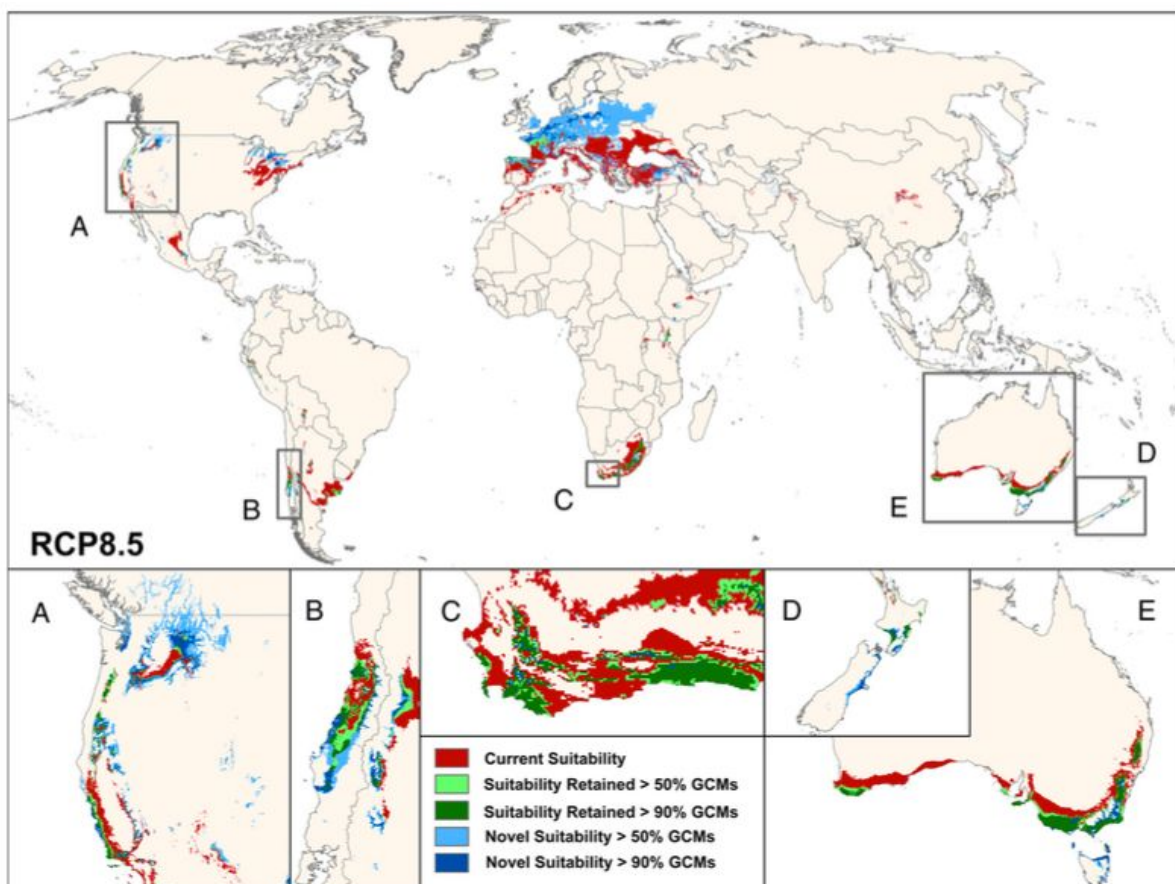 A
B
C
D
E
RCP8.5
A
B
C
D
E
Current Suitability
Suitability Retained > 50% GCMs
Suitability Retained > 90% GCMs
Novel Suitability > 50% GCMs
Novel Suitability > 90% GCMs